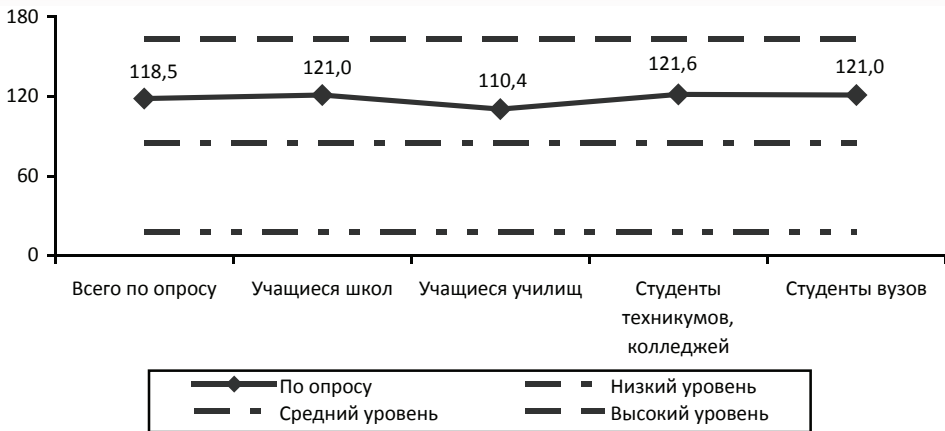 180
118,5
121,0
110,4
121,6
121,0
120
60
0
Всего по опросу
Учащиеся школ
Учащиеся училищ
Студенты
техникумов,
колледжей
Студенты вузов
По опросу
Низкий уровень
Средний уровень
Высокий уровень